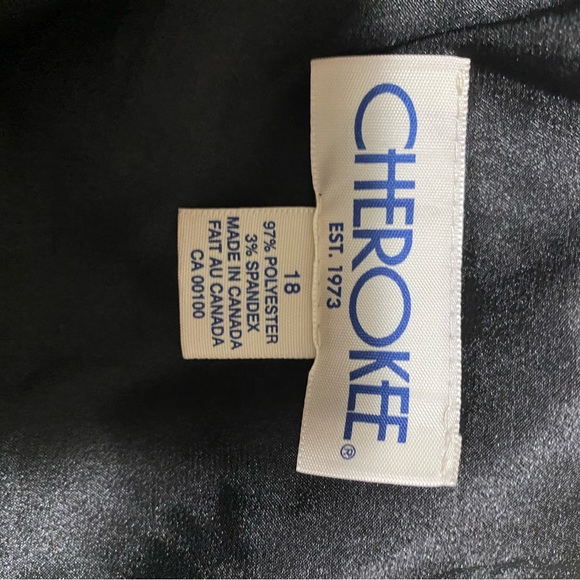 CHEROKEE®
EST. 1973
18
97% POLYESTER
3% SPANDEX
MADE IN CANADA
FAIT AU CANADA
CA 00100